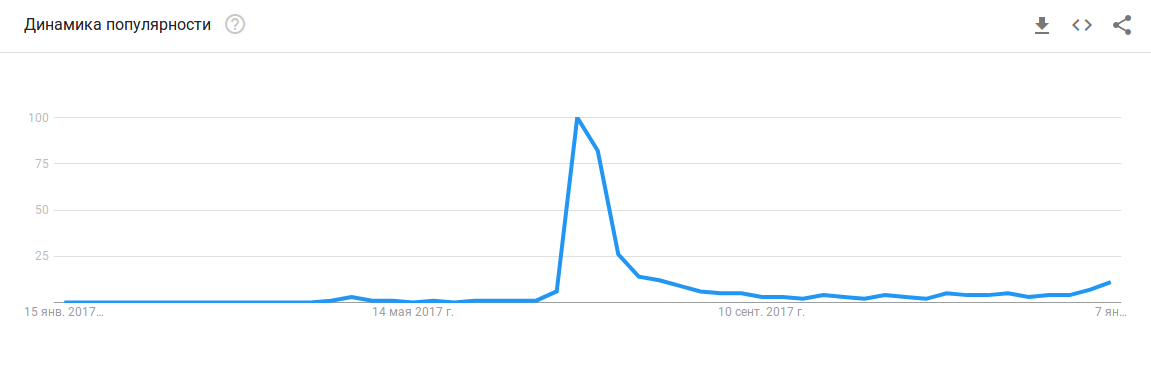 Динамика популярности ?
100
75
50
25
15 янв. 2017…
14 мая 2017 г.
10 сент. 2017 г.
7 ян…